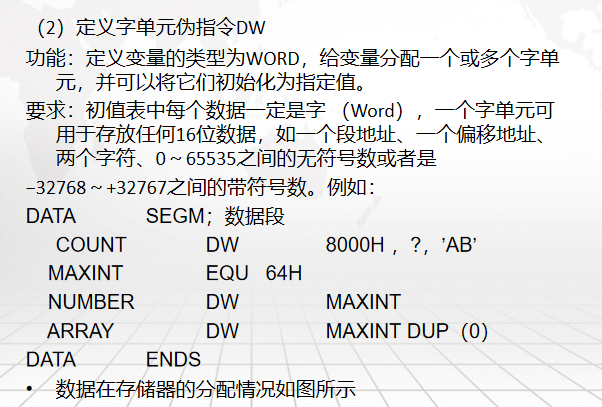 （2）定义字单元伪指令DW
功能：定义变量的类型为WORD，给变量分配一个或多个字单
元，并可以将它们初始化为指定值。
要求：初值表中每个数据一定是字 （Word），一个字单元可
用于存放任何16位数据，如一个段地址、一个偏移地址、
两个字符、0～65535之间的无符号数或者是
−32768～+32767之间的带符号数。例如：
DATA SEGM；数据段
COUNT DW 8000H ，?，'AB'
MAXINT EQU 64H
NUMBER DW MAXINT
ARRAY DW MAXINT DUP（0）
DATA ENDS
• 数据在存储器的分配情况如图所示